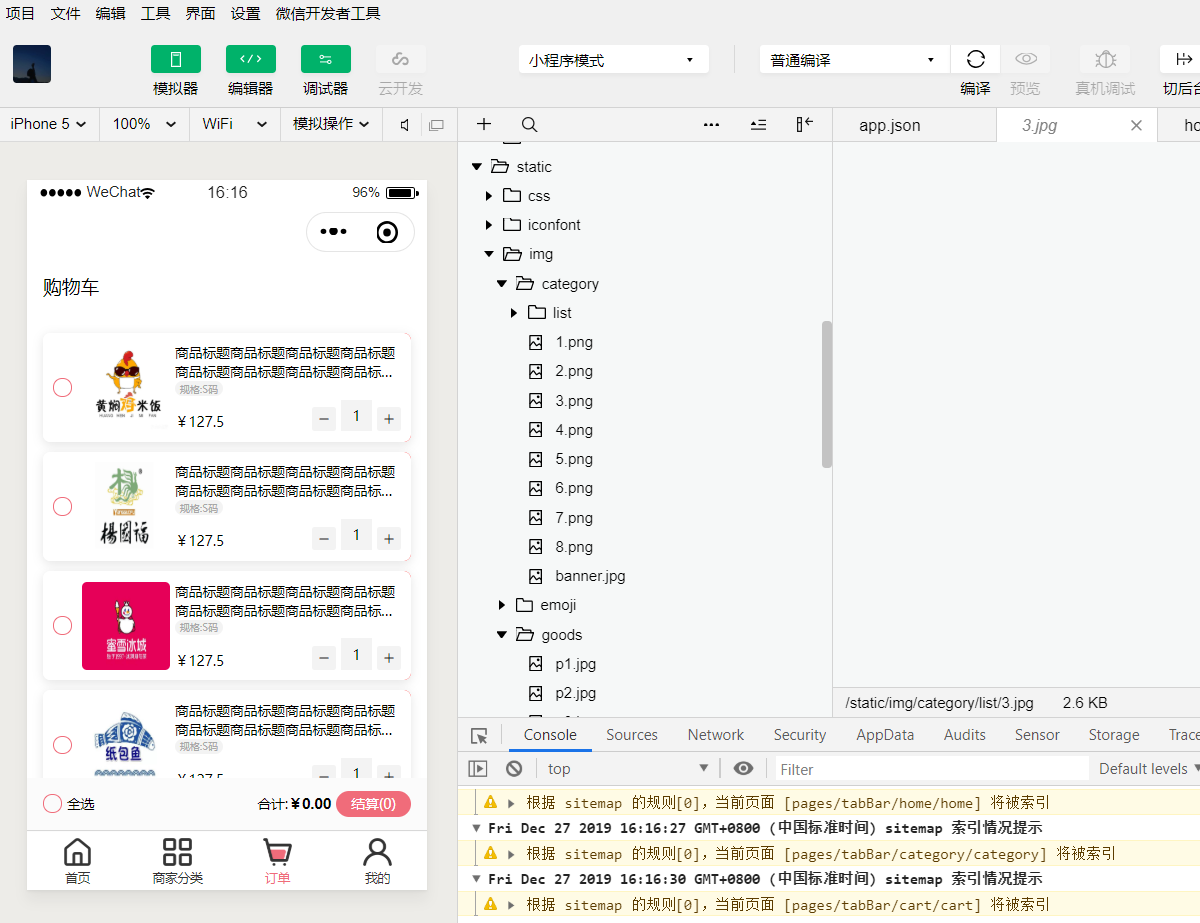 项目 文件 编辑 工具 界面 设置 微信开发者工具
小程序模式 普通编译
模拟器 编辑器 调试器 云开发 编译 预览 真机调试 切后台
iPhone 5 100% WiFi 模拟操作
WeChat 16:16 96%
购物车
商品标题商品标题商品标题商品标题
商品标题商品标题商品标题商品标...
规格:S码
黄焖鸡米饭
¥127.5 1
商品标题商品标题商品标题商品标题
商品标题商品标题商品标题商品标...
规格:S码
楊國福
¥127.5 1
商品标题商品标题商品标题商品标题
商品标题商品标题商品标题商品标...
规格:S码
蜜雪冰城
¥127.5 1
商品标题商品标题商品标题商品标题
商品标题商品标题商品标题商品标...
规格:S码
纸包鱼
¥127.5 1
全选 合计:¥0.00 结算(0)
首页 商家分类 订单 我的
static
css
iconfont
img
category
list
1.png
2.png
3.png
4.png
5.png
6.png
7.png
8.png
banner.jpg
emoji
goods
p1.jpg
p2.jpg
app.json 3.jpg
/static/img/category/list/3.jpg 2.6 KB
Console Sources Network Security AppData Audits Sensor Storage Trace
top Filter Default levels
根据 sitemap 的规则[0]，当前页面 [pages/tabBar/home/home] 将被索引
Fri Dec 27 2019 16:16:27 GMT+0800 (中国标准时间) sitemap 索引情况提示
根据 sitemap 的规则[0]，当前页面 [pages/tabBar/category/category] 将被索引
Fri Dec 27 2019 16:16:30 GMT+0800 (中国标准时间) sitemap 索引情况提示
根据 sitemap 的规则[0]，当前页面 [pages/tabBar/cart/cart] 将被索引